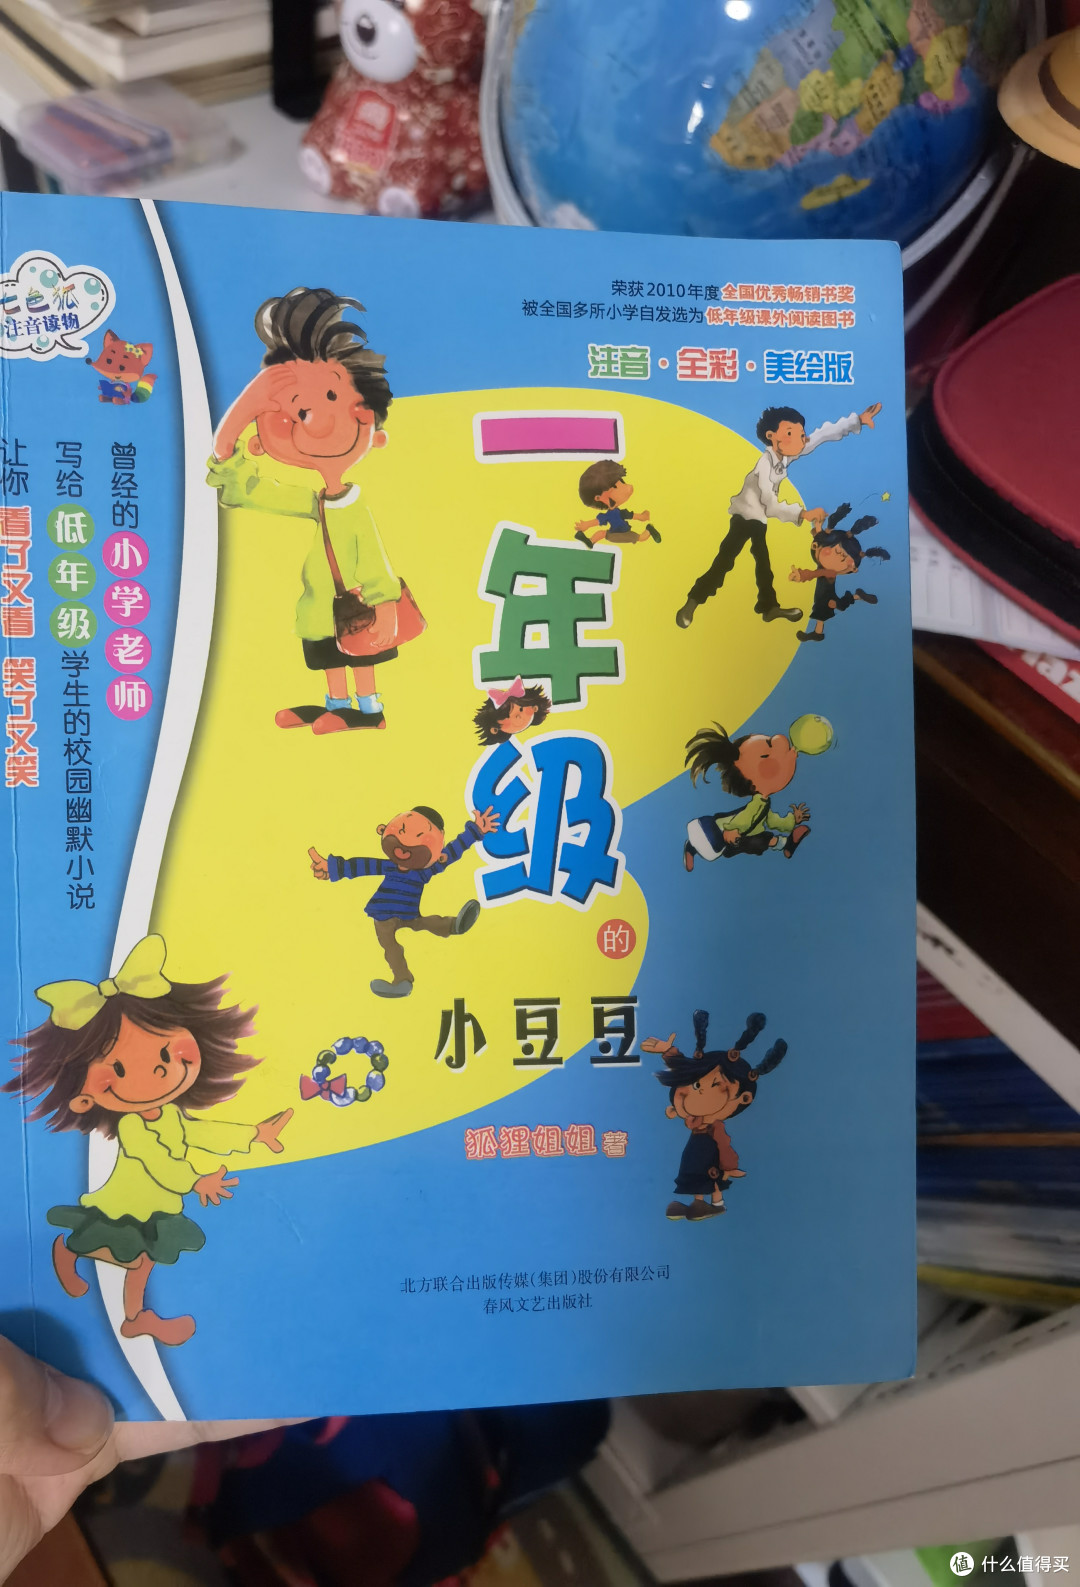 七色狐
注音读物
荣获2010年度全国优秀畅销书奖
被全国多所小学自发选为低年级课外阅读图书
注音·全彩·美绘版
一年级的
小豆豆
狐狸姐姐 著
曾经的小学老师
写给低年级学生的校园幽默小说
让你看了又看 笑了又笑
北方联合出版传媒(集团)股份有限公司
春风文艺出版社
值 什么值得买